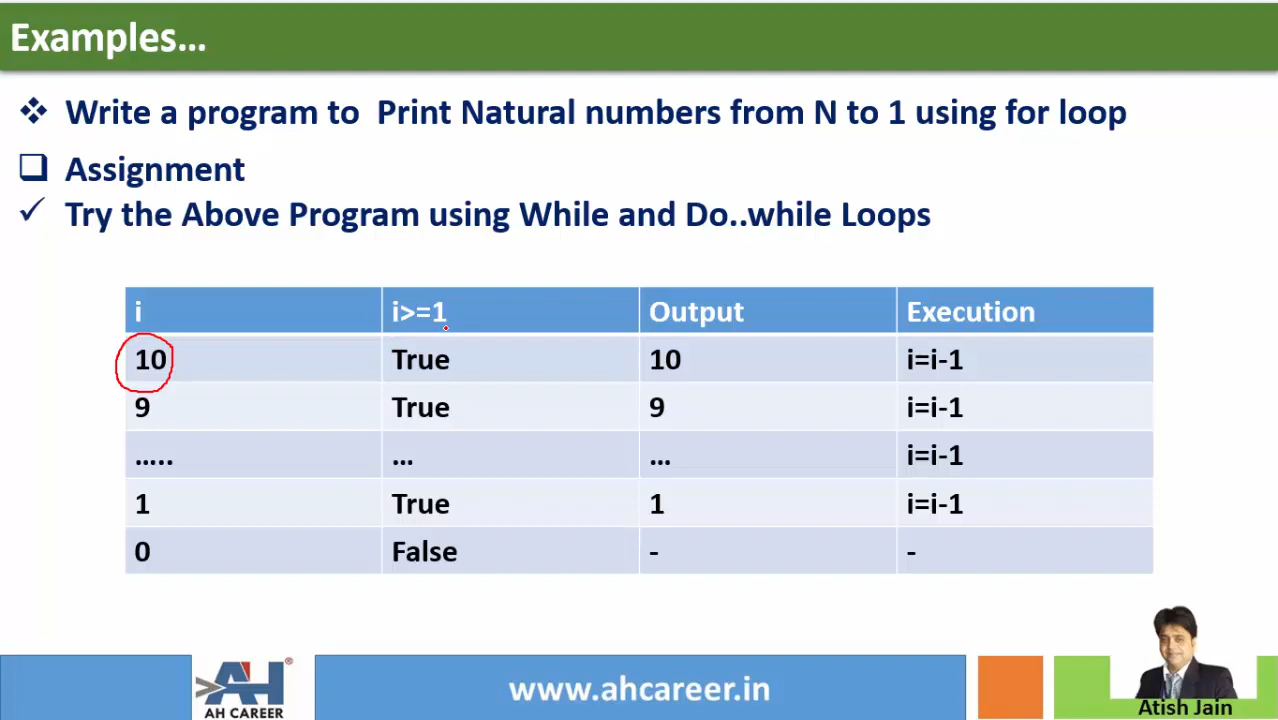 Examples...
❖ Write a program to Print Natural numbers from N to 1 using for loop
❑ Assignment
✓ Try the Above Program using While and Do..while Loops
i i>=1 Output Execution
10 True 10 i=i-1
9 True 9 i=i-1
..... ... ... i=i-1
1 True 1 i=i-1
0 False - -
AH ®
AH CAREER
www.ahcareer.in
Atish Jain